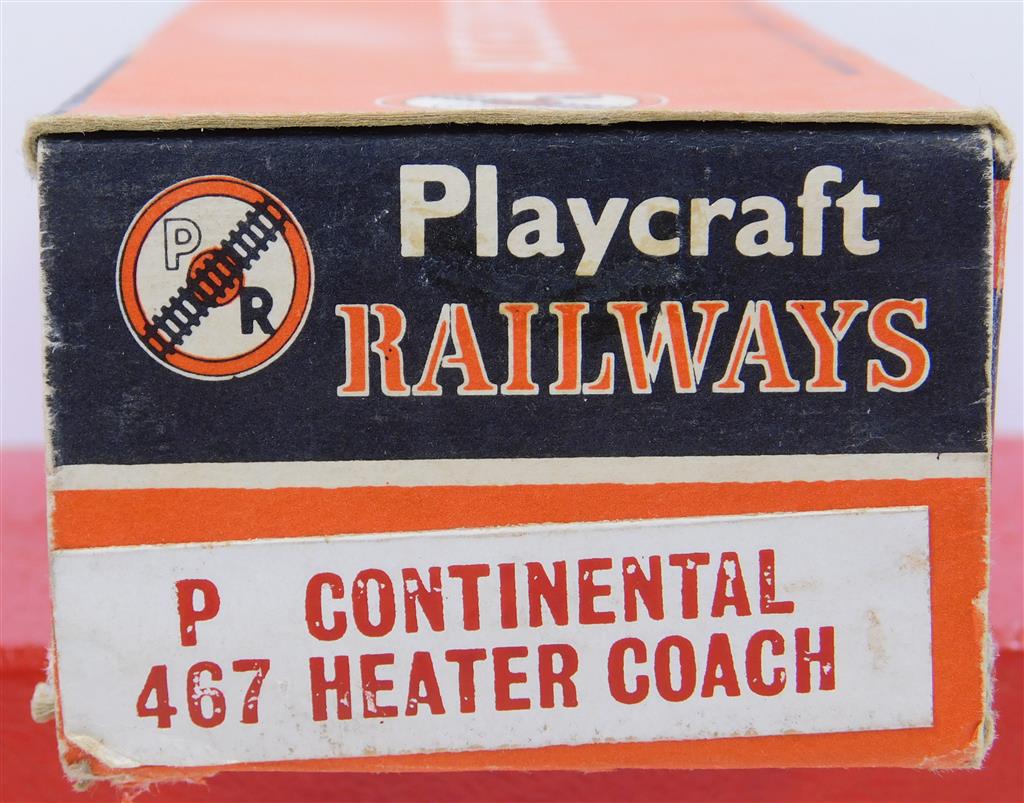 P
R
Playcraft
RAILWAYS
P CONTINENTAL
467 HEATER COACH